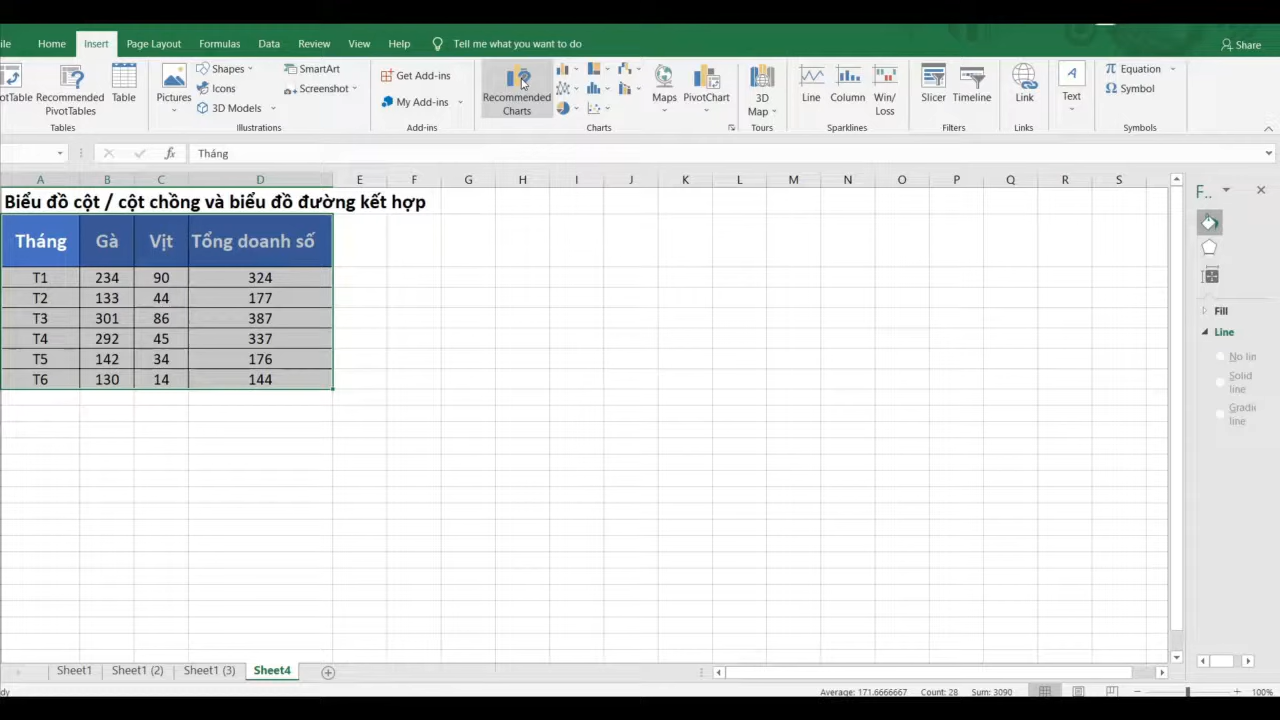 ile Home Insert Page Layout Formulas Data Review View Help Tell me what you want to do Share
Shapes SmartArt Get Add-ins Equation
Icons Screenshot
3D Models My Add-ins Symbol
votTable Recommended PivotTables Table Pictures Recommended Charts Maps PivotChart 3D Map Line Column Win/Loss Slicer Timeline Link Text
Tables Illustrations Add-ins Charts Tours Sparklines Filters Links Symbols
fx Tháng
A B C D E F G H I J K L M N O P Q R S
F..
Biểu đồ cột / cột chồng và biểu đồ đường kết hợp
Tháng Gà Vịt Tổng doanh số
T1 234 90 324
T2 133 44 177
T3 301 86 387
T4 292 45 337
T5 142 34 176
T6 130 14 144
Fill
Line
No lin
Solid
line
Gradi
line
Sheet1 Sheet1 (2) Sheet1 (3) Sheet4
dy Average: 171.6666667 Count: 28 Sum: 3090 100%